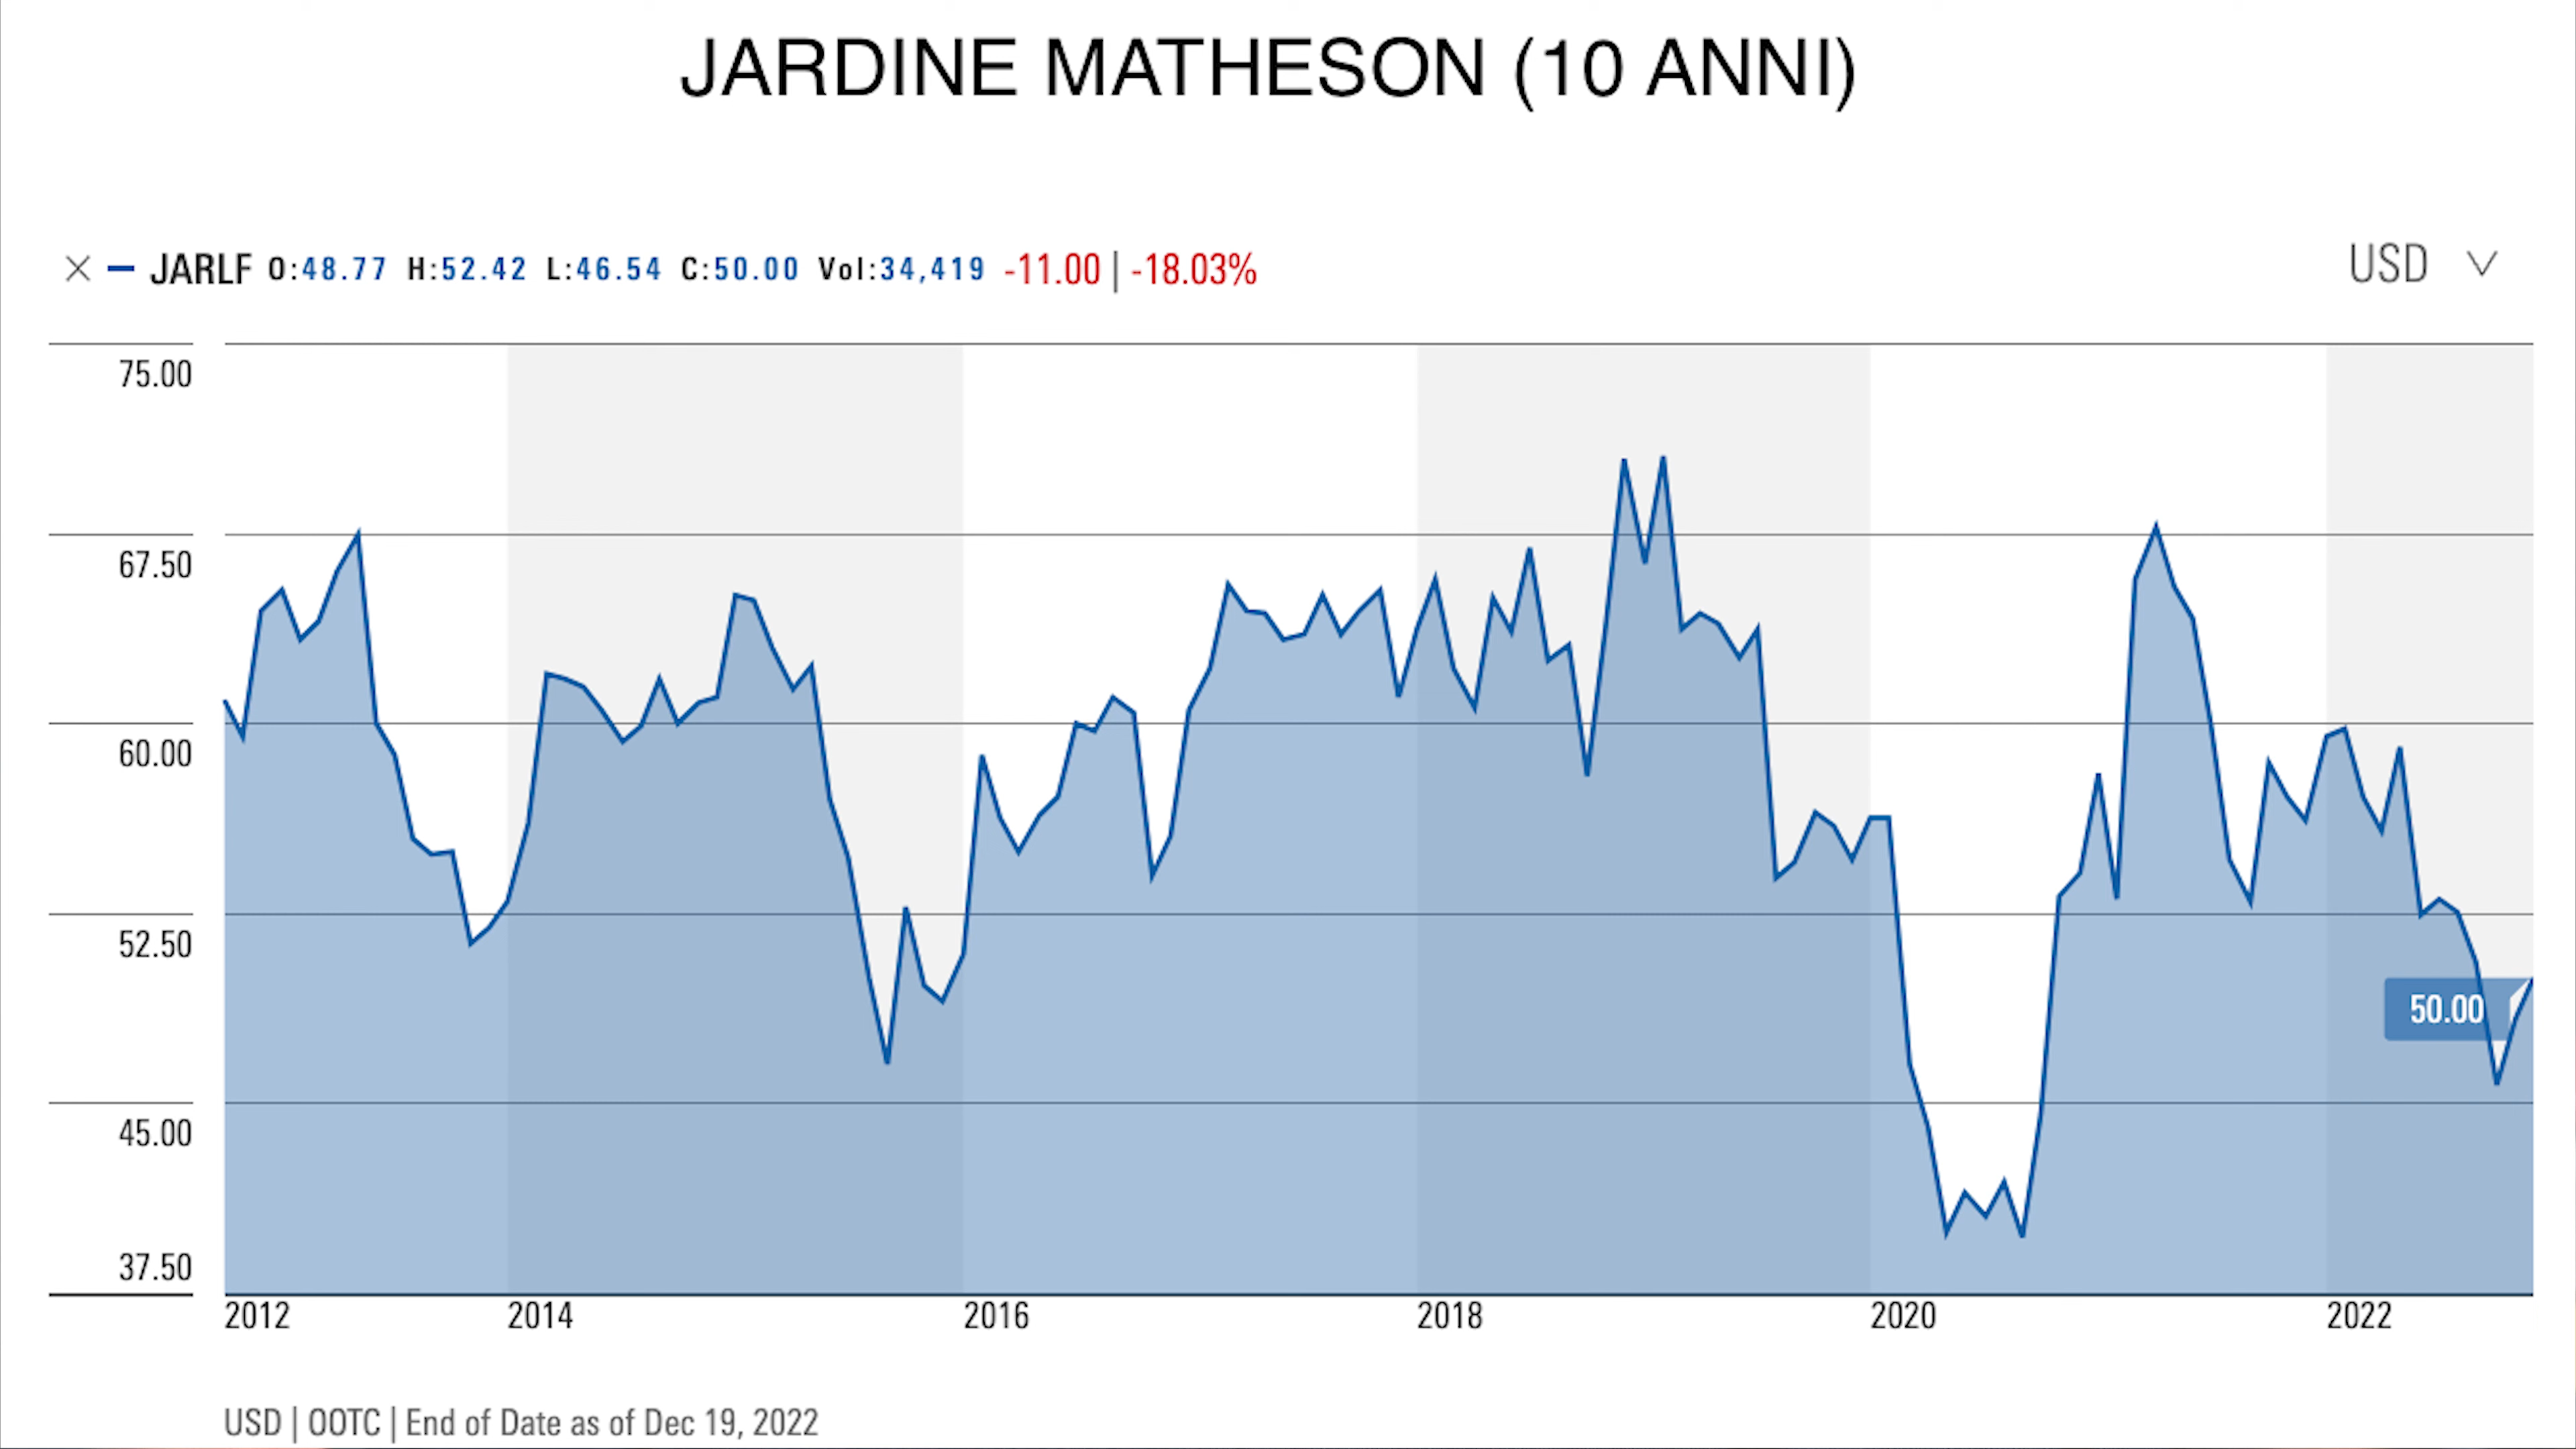 JARDINE MATHESON (10 ANNI)
JARLF O:48.77 H:52.42 L:46.54 C:50.00 Vol:34,419 -11.00 | -18.03%
USD
75.00
67.50
60.00
52.50
50.00
45.00
37.50
2012 2014 2016 2018 2020 2022
USD | OOTC | End of Date as of Dec 19, 2022